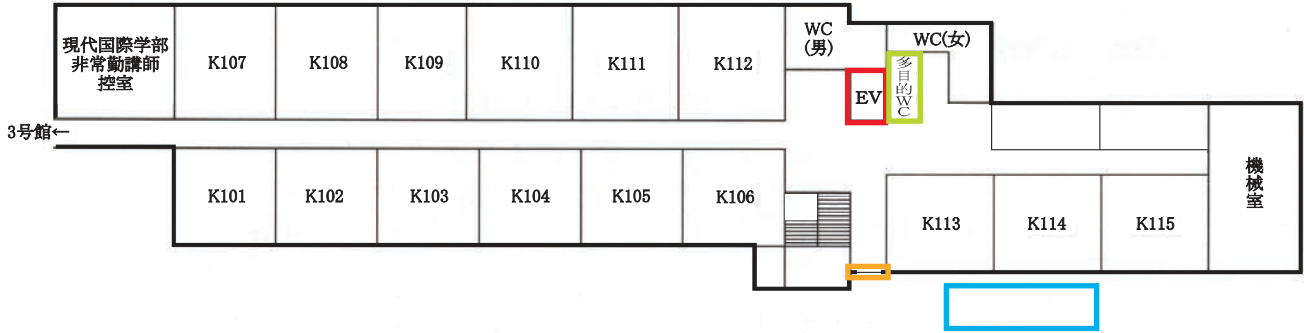 現代国際学部
非常勤講師
控室
K107
K108
K109
K110
K111
K112
WC
(男)
WC(女)
EV
多目的WC
3号館←
K101
K102
K103
K104
K105
K106
K113
K114
K115
機械室